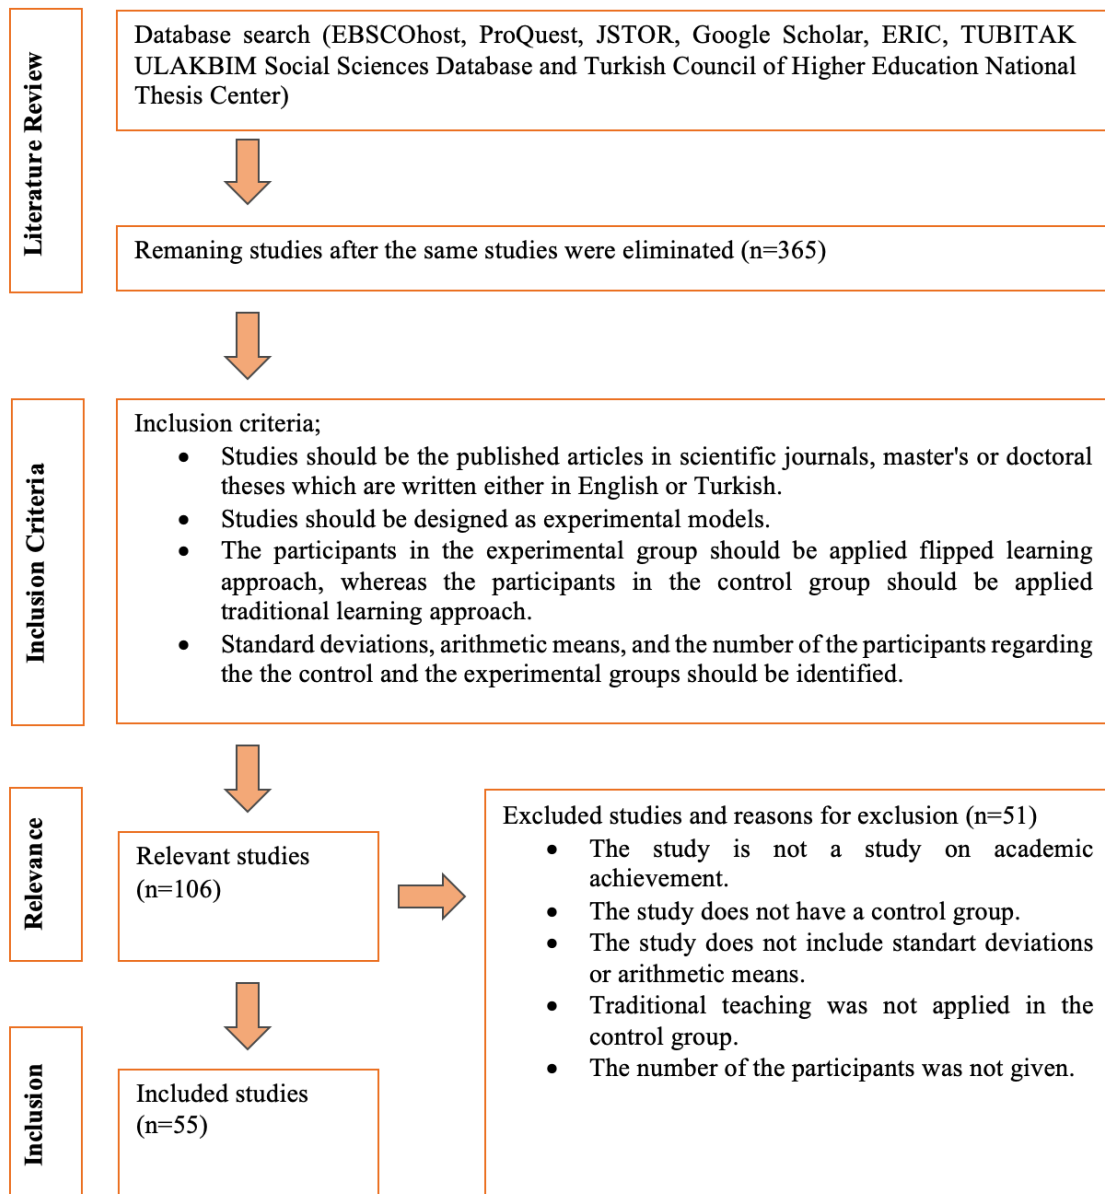 Literature Review
Database search (EBSCOhost, ProQuest, JSTOR, Google Scholar, ERIC, TUBITAK
ULAKBIM Social Sciences Database and Turkish Council of Higher Education National
Thesis Center)
Remaning studies after the same studies were eliminated (n=365)
Inclusion Criteria
Inclusion criteria;
• Studies should be the published articles in scientific journals, master's or doctoral
theses which are written either in English or Turkish.
• Studies should be designed as experimental models.
• The participants in the experimental group should be applied flipped learning
approach, whereas the participants in the control group should be applied
traditional learning approach.
• Standard deviations, arithmetic means, and the number of the participants regarding
the the control and the experimental groups should be identified.
Relevance
Relevant studies
(n=106)
Excluded studies and reasons for exclusion (n=51)
• The study is not a study on academic
achievement.
• The study does not have a control group.
• The study does not include standart deviations
or arithmetic means.
• Traditional teaching was not applied in the
control group.
• The number of the participants was not given.
Inclusion
Included studies
(n=55)